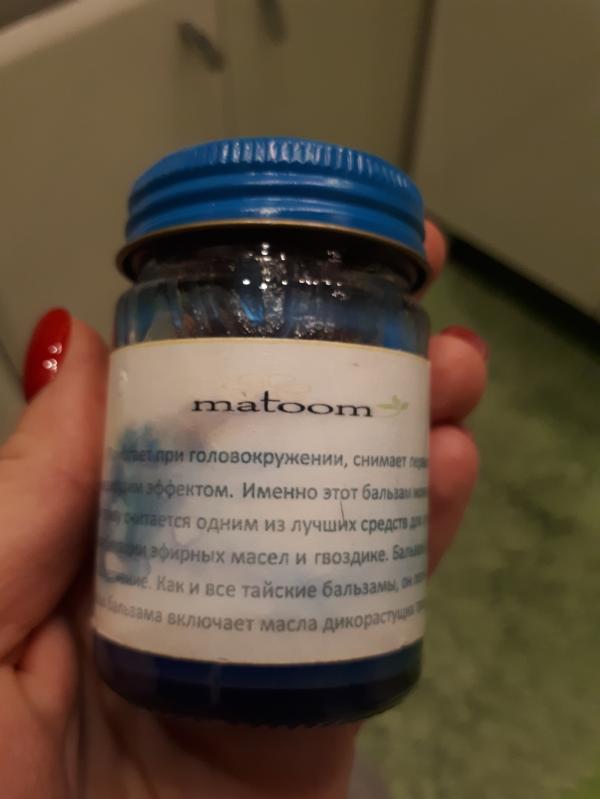 matoom
при головокружении, снимает
эффектом. Именно этот бальзам
считается одним из лучших средств для
эфирных масел и гвоздике.
Как и все тайские бальзамы, он
бальзама включает масла дикорастущих